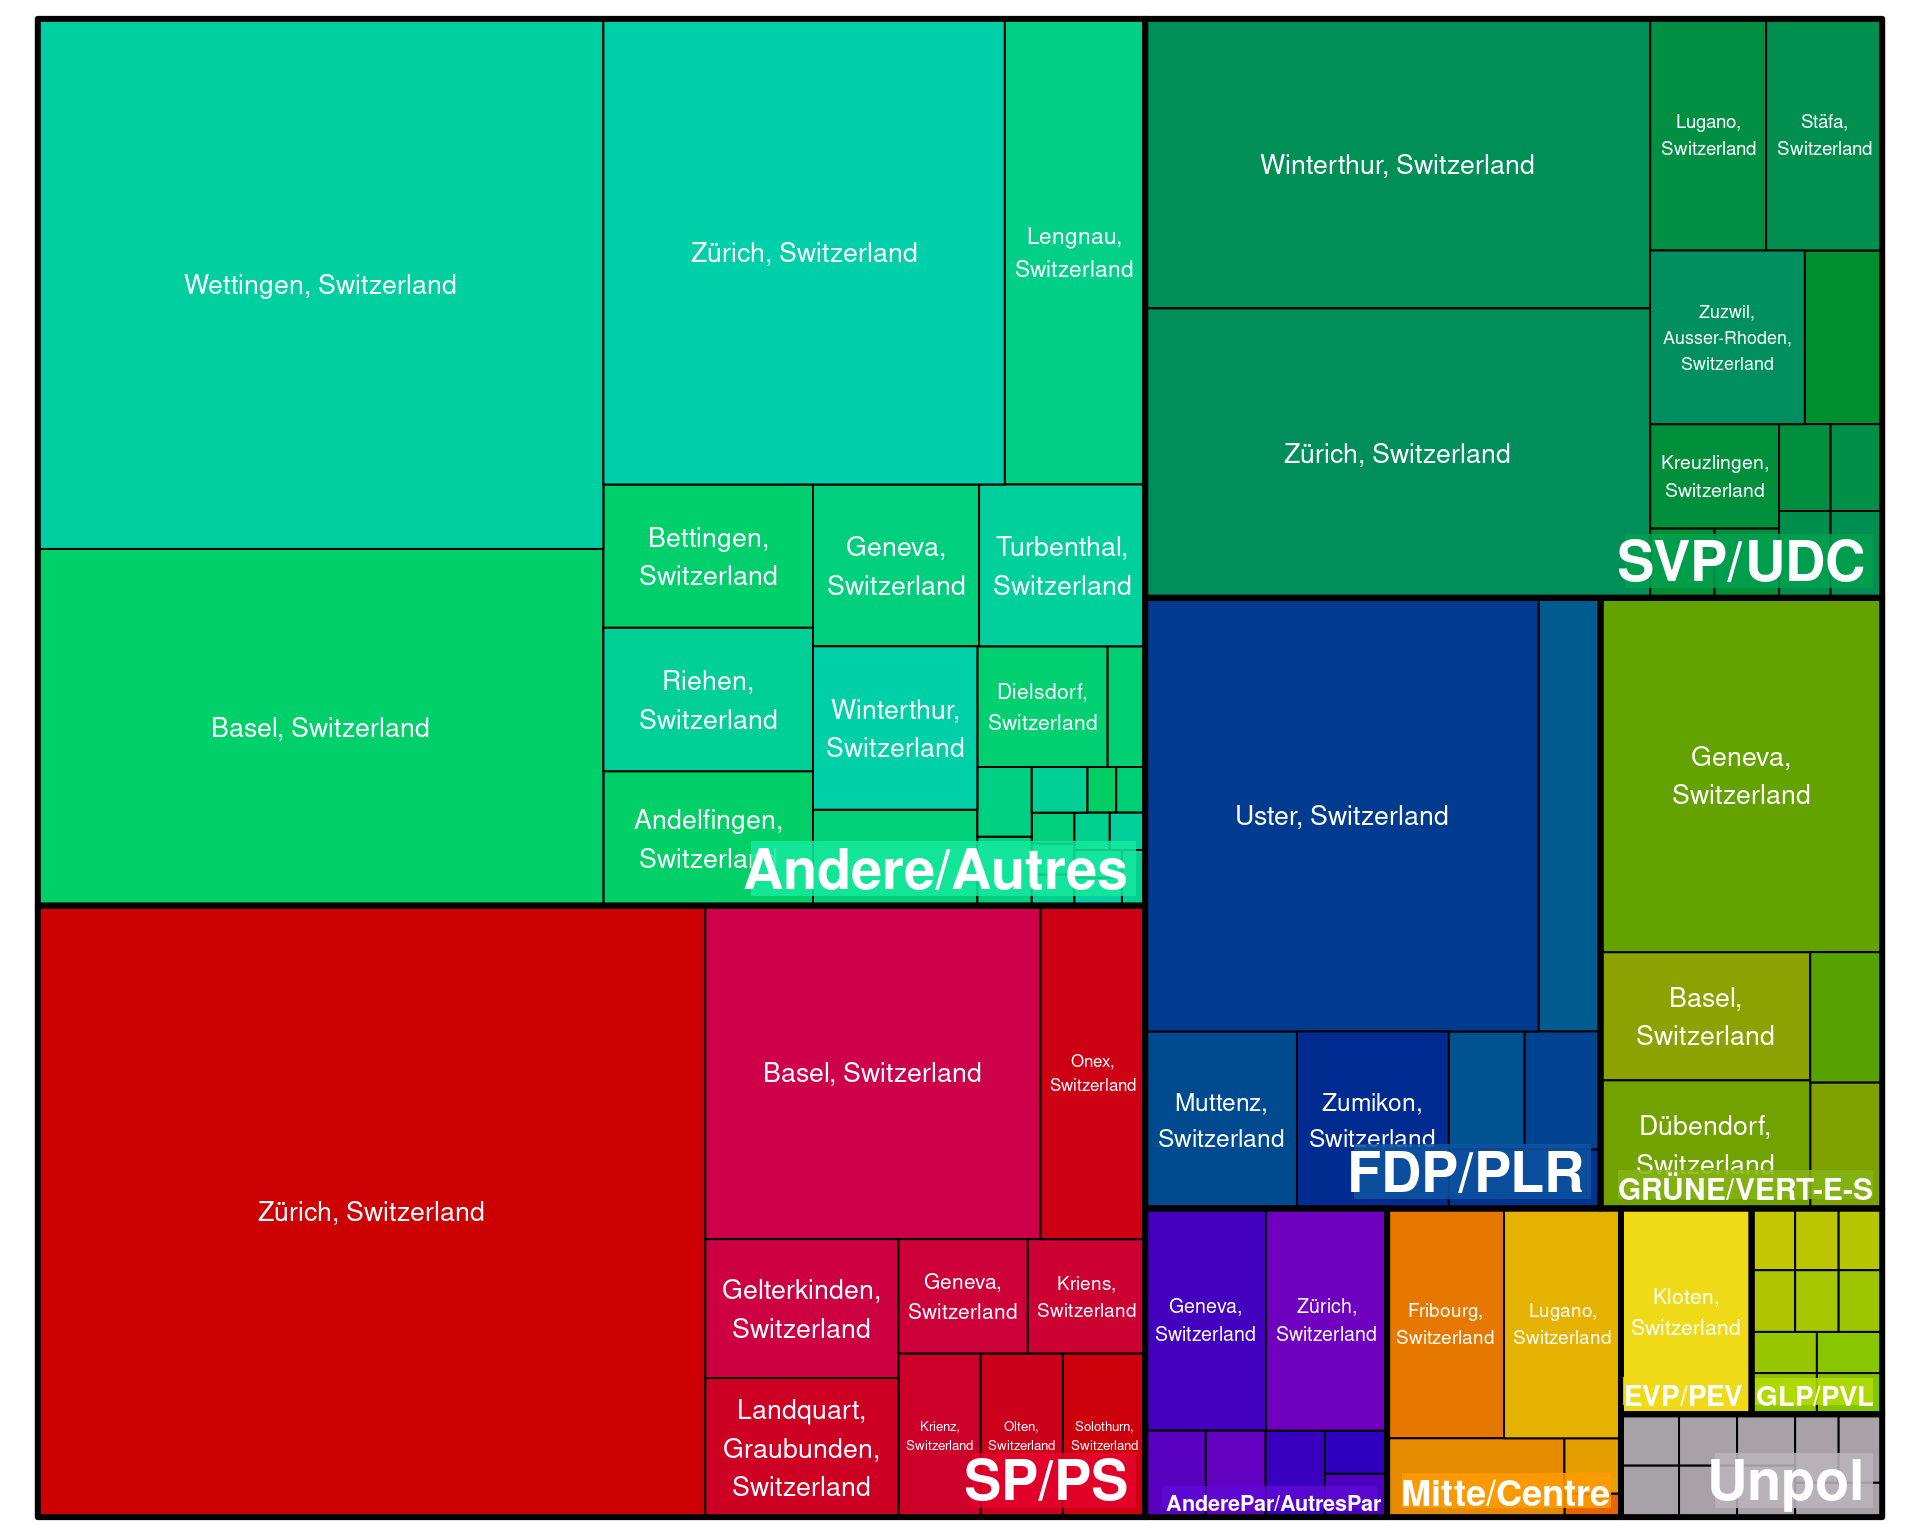 Wettingen, Switzerland
Zürich, Switzerland
Lengnau,
Switzerland
Basel, Switzerland
Bettingen,
Switzerland
Geneva,
Switzerland
Turbenthal,
Switzerland
Riehen,
Switzerland
Winterthur,
Switzerland
Dielsdorf,
Switzerland
Andelfingen,
Switzerland
Andere/Autres
Winterthur, Switzerland
Lugano,
Switzerland
Stäfa,
Switzerland
Zürich, Switzerland
Zuzwil,
Ausser-Rhoden,
Switzerland
Kreuzlingen,
Switzerland
SVP/UDC
Zürich, Switzerland
Basel, Switzerland
Onex,
Switzerland
Gelterkinden,
Switzerland
Geneva,
Switzerland
Kriens,
Switzerland
Landquart,
Graubunden,
Switzerland
Krienz,
Switzerland
Olten,
Switzerland
Solothurn,
Switzerland
SP/PS
Uster, Switzerland
Muttenz,
Switzerland
Zumikon,
Switzerland
FDP/PLR
Geneva,
Switzerland
Basel,
Switzerland
Dübendorf,
Switzerland
GRÜNE/VERT-E-S
Geneva,
Switzerland
Zürich,
Switzerland
AnderePar/AutresPar
Fribourg,
Switzerland
Lugano,
Switzerland
Mitte/Centre
Kloten,
Switzerland
EVP/PEV
GLP/PVL
Unpol